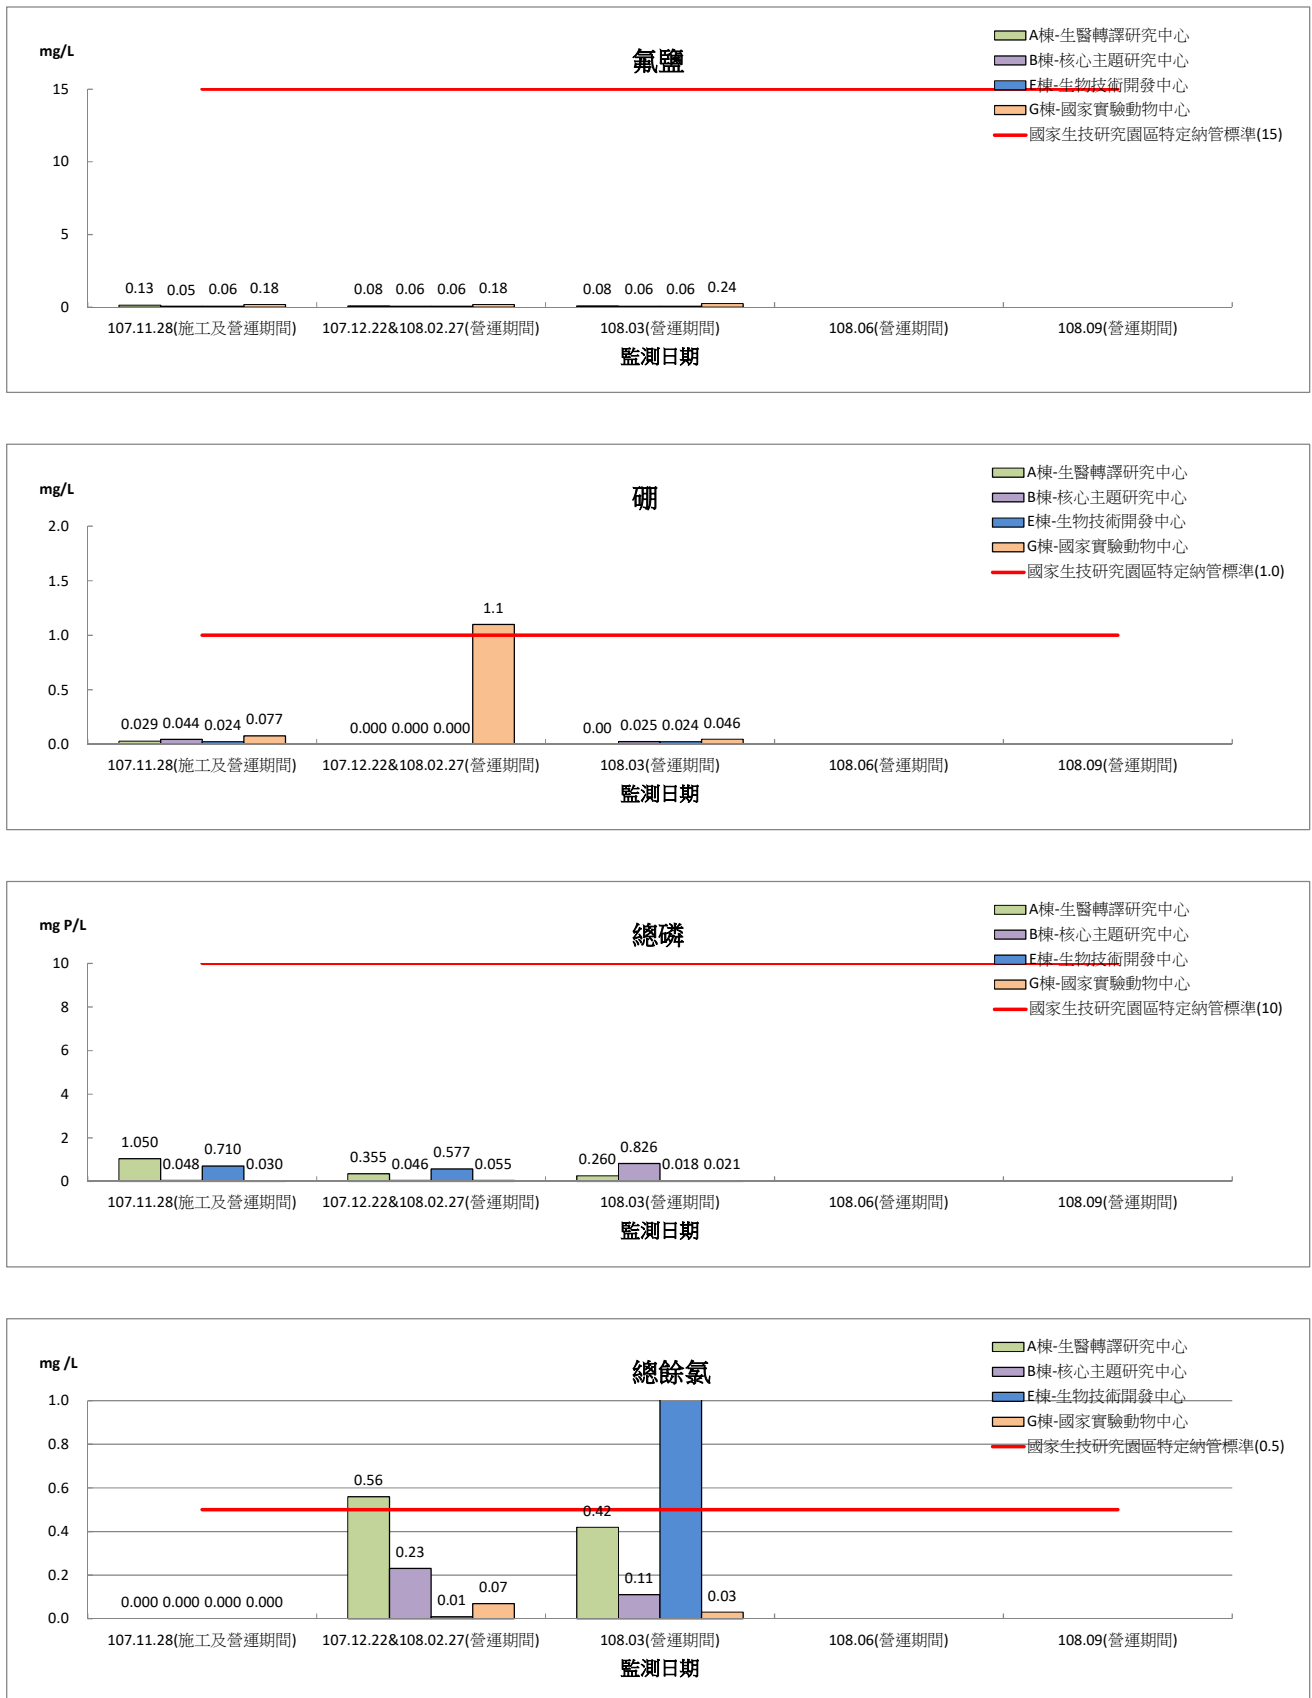 mg/L
氟鹽
A棟-生醫轉譯研究中心
B棟-核心主題研究中心
E棟-生物技術開發中心
G棟-國家實驗動物中心
國家生技研究園區特定納管標準(15)
15
10
5
0
0.13 0.05 0.06 0.18 0.08 0.06 0.06 0.18 0.08 0.06 0.06 0.24
107.11.28(施工及營運期間) 107.12.22&108.02.27(營運期間) 108.03(營運期間) 108.06(營運期間) 108.09(營運期間)
監測日期
mg/L
硼
A棟-生醫轉譯研究中心
B棟-核心主題研究中心
E棟-生物技術開發中心
G棟-國家實驗動物中心
國家生技研究園區特定納管標準(1.0)
2.0
1.5
1.0
0.5
0.0
0.029 0.044 0.024 0.077 0.000 0.000 0.000 1.1 0.00 0.025 0.024 0.046
107.11.28(施工及營運期間) 107.12.22&108.02.27(營運期間) 108.03(營運期間) 108.06(營運期間) 108.09(營運期間)
監測日期
mg P/L
總磷
A棟-生醫轉譯研究中心
B棟-核心主題研究中心
E棟-生物技術開發中心
G棟-國家實驗動物中心
國家生技研究園區特定納管標準(10)
10
8
6
4
2
0
1.050 0.048 0.710 0.030 0.355 0.046 0.577 0.055 0.260 0.826 0.018 0.021
107.11.28(施工及營運期間) 107.12.22&108.02.27(營運期間) 108.03(營運期間) 108.06(營運期間) 108.09(營運期間)
監測日期
mg /L
總餘氯
A棟-生醫轉譯研究中心
B棟-核心主題研究中心
E棟-生物技術開發中心
G棟-國家實驗動物中心
國家生技研究園區特定納管標準(0.5)
1.0
0.8
0.6
0.4
0.2
0.0
0.000 0.000 0.000 0.000 0.56 0.23 0.01 0.07 0.42 0.11 0.03
107.11.28(施工及營運期間) 107.12.22&108.02.27(營運期間) 108.03(營運期間) 108.06(營運期間) 108.09(營運期間)
監測日期